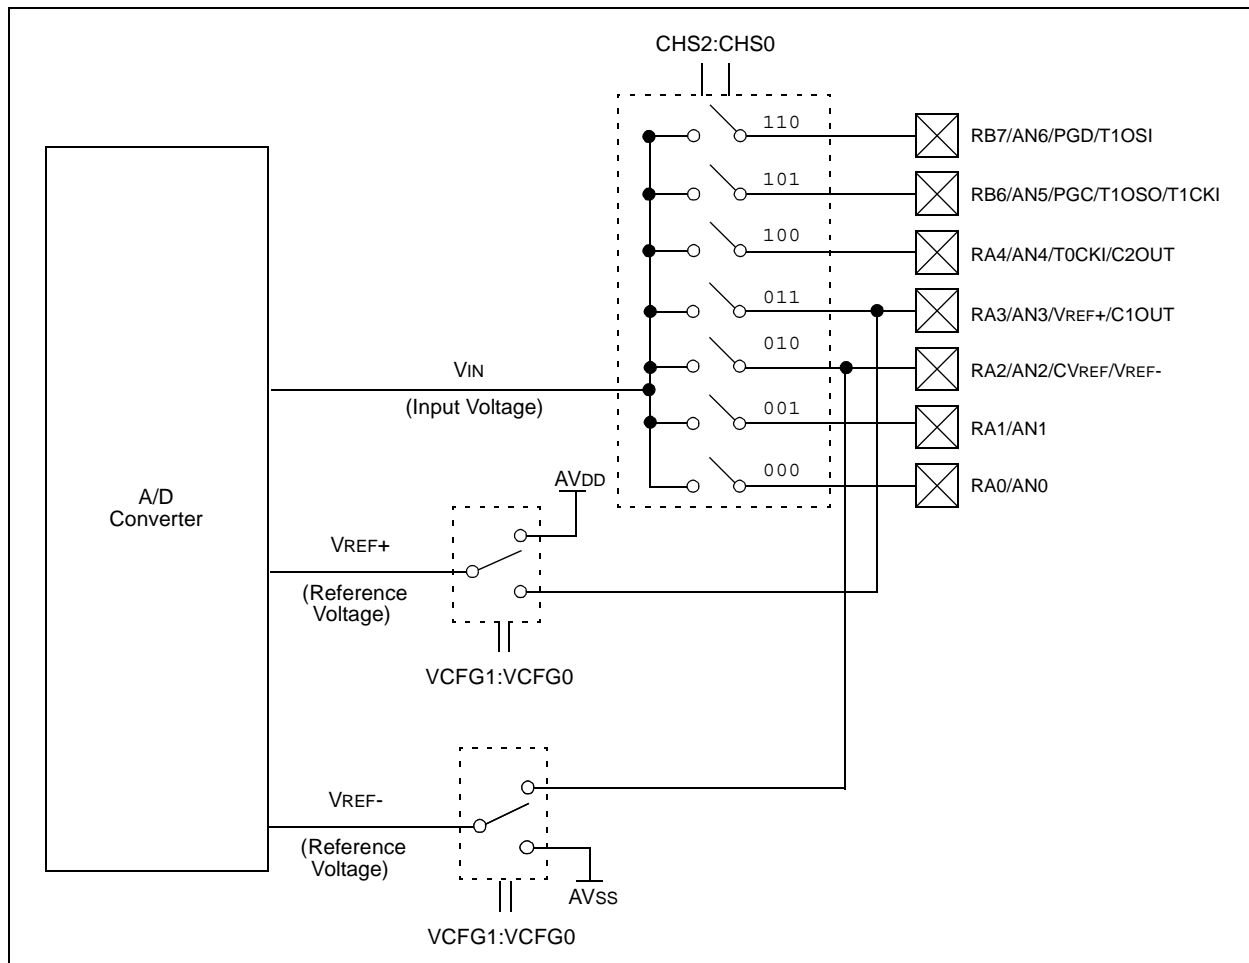 CHS2:CHS0
110
RB7/AN6/PGD/T1OSI
101
RB6/AN5/PGC/T1OSO/T1CKI
100
RA4/AN4/T0CKI/C2OUT
011
RA3/AN3/VREF+/C1OUT
010
RA2/AN2/CVREF/VREF-
001
RA1/AN1
000
RA0/AN0
VIN
(Input Voltage)
A/D
Converter
AVDD
VREF+
(Reference
Voltage)
VCFG1:VCFG0
VREF-
(Reference
Voltage)
AVSS
VCFG1:VCFG0